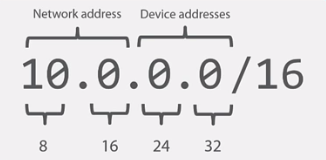 Network address Device addresses
10.0.0.0/16
8 16 24 32